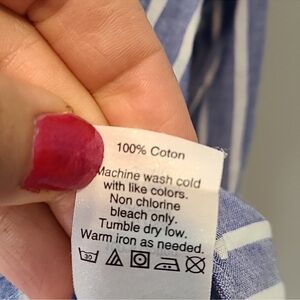 100% Coton
Machine wash cold
with like colors.
Non chlorine
bleach only.
Tumble dry low.
Warm iron as needed.
30